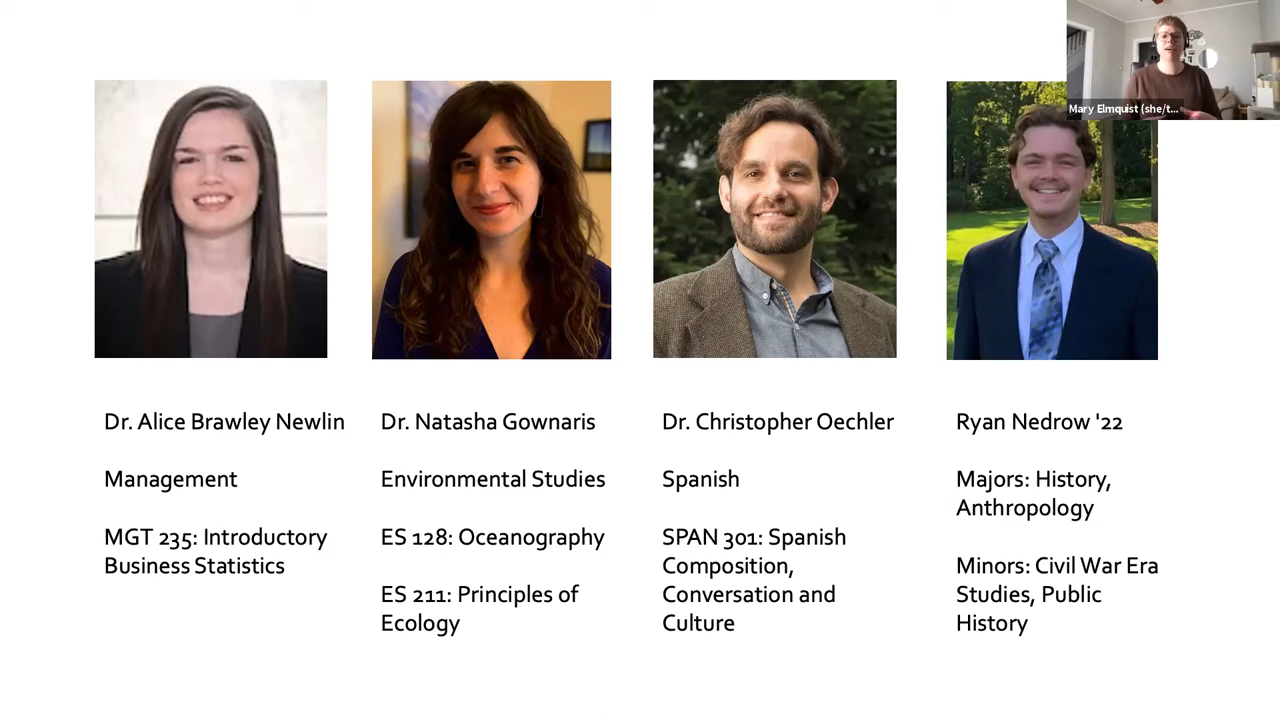 Mary Elmquist (she/t...
Dr. Alice Brawley Newlin
Management
MGT 235: Introductory
Business Statistics
Dr. Natasha Gownaris
Environmental Studies
ES 128: Oceanography
ES 211: Principles of
Ecology
Dr. Christopher Oechler
Spanish
SPAN 301: Spanish
Composition,
Conversation and
Culture
Ryan Nedrow '22
Majors: History,
Anthropology
Minors: Civil War Era
Studies, Public
History